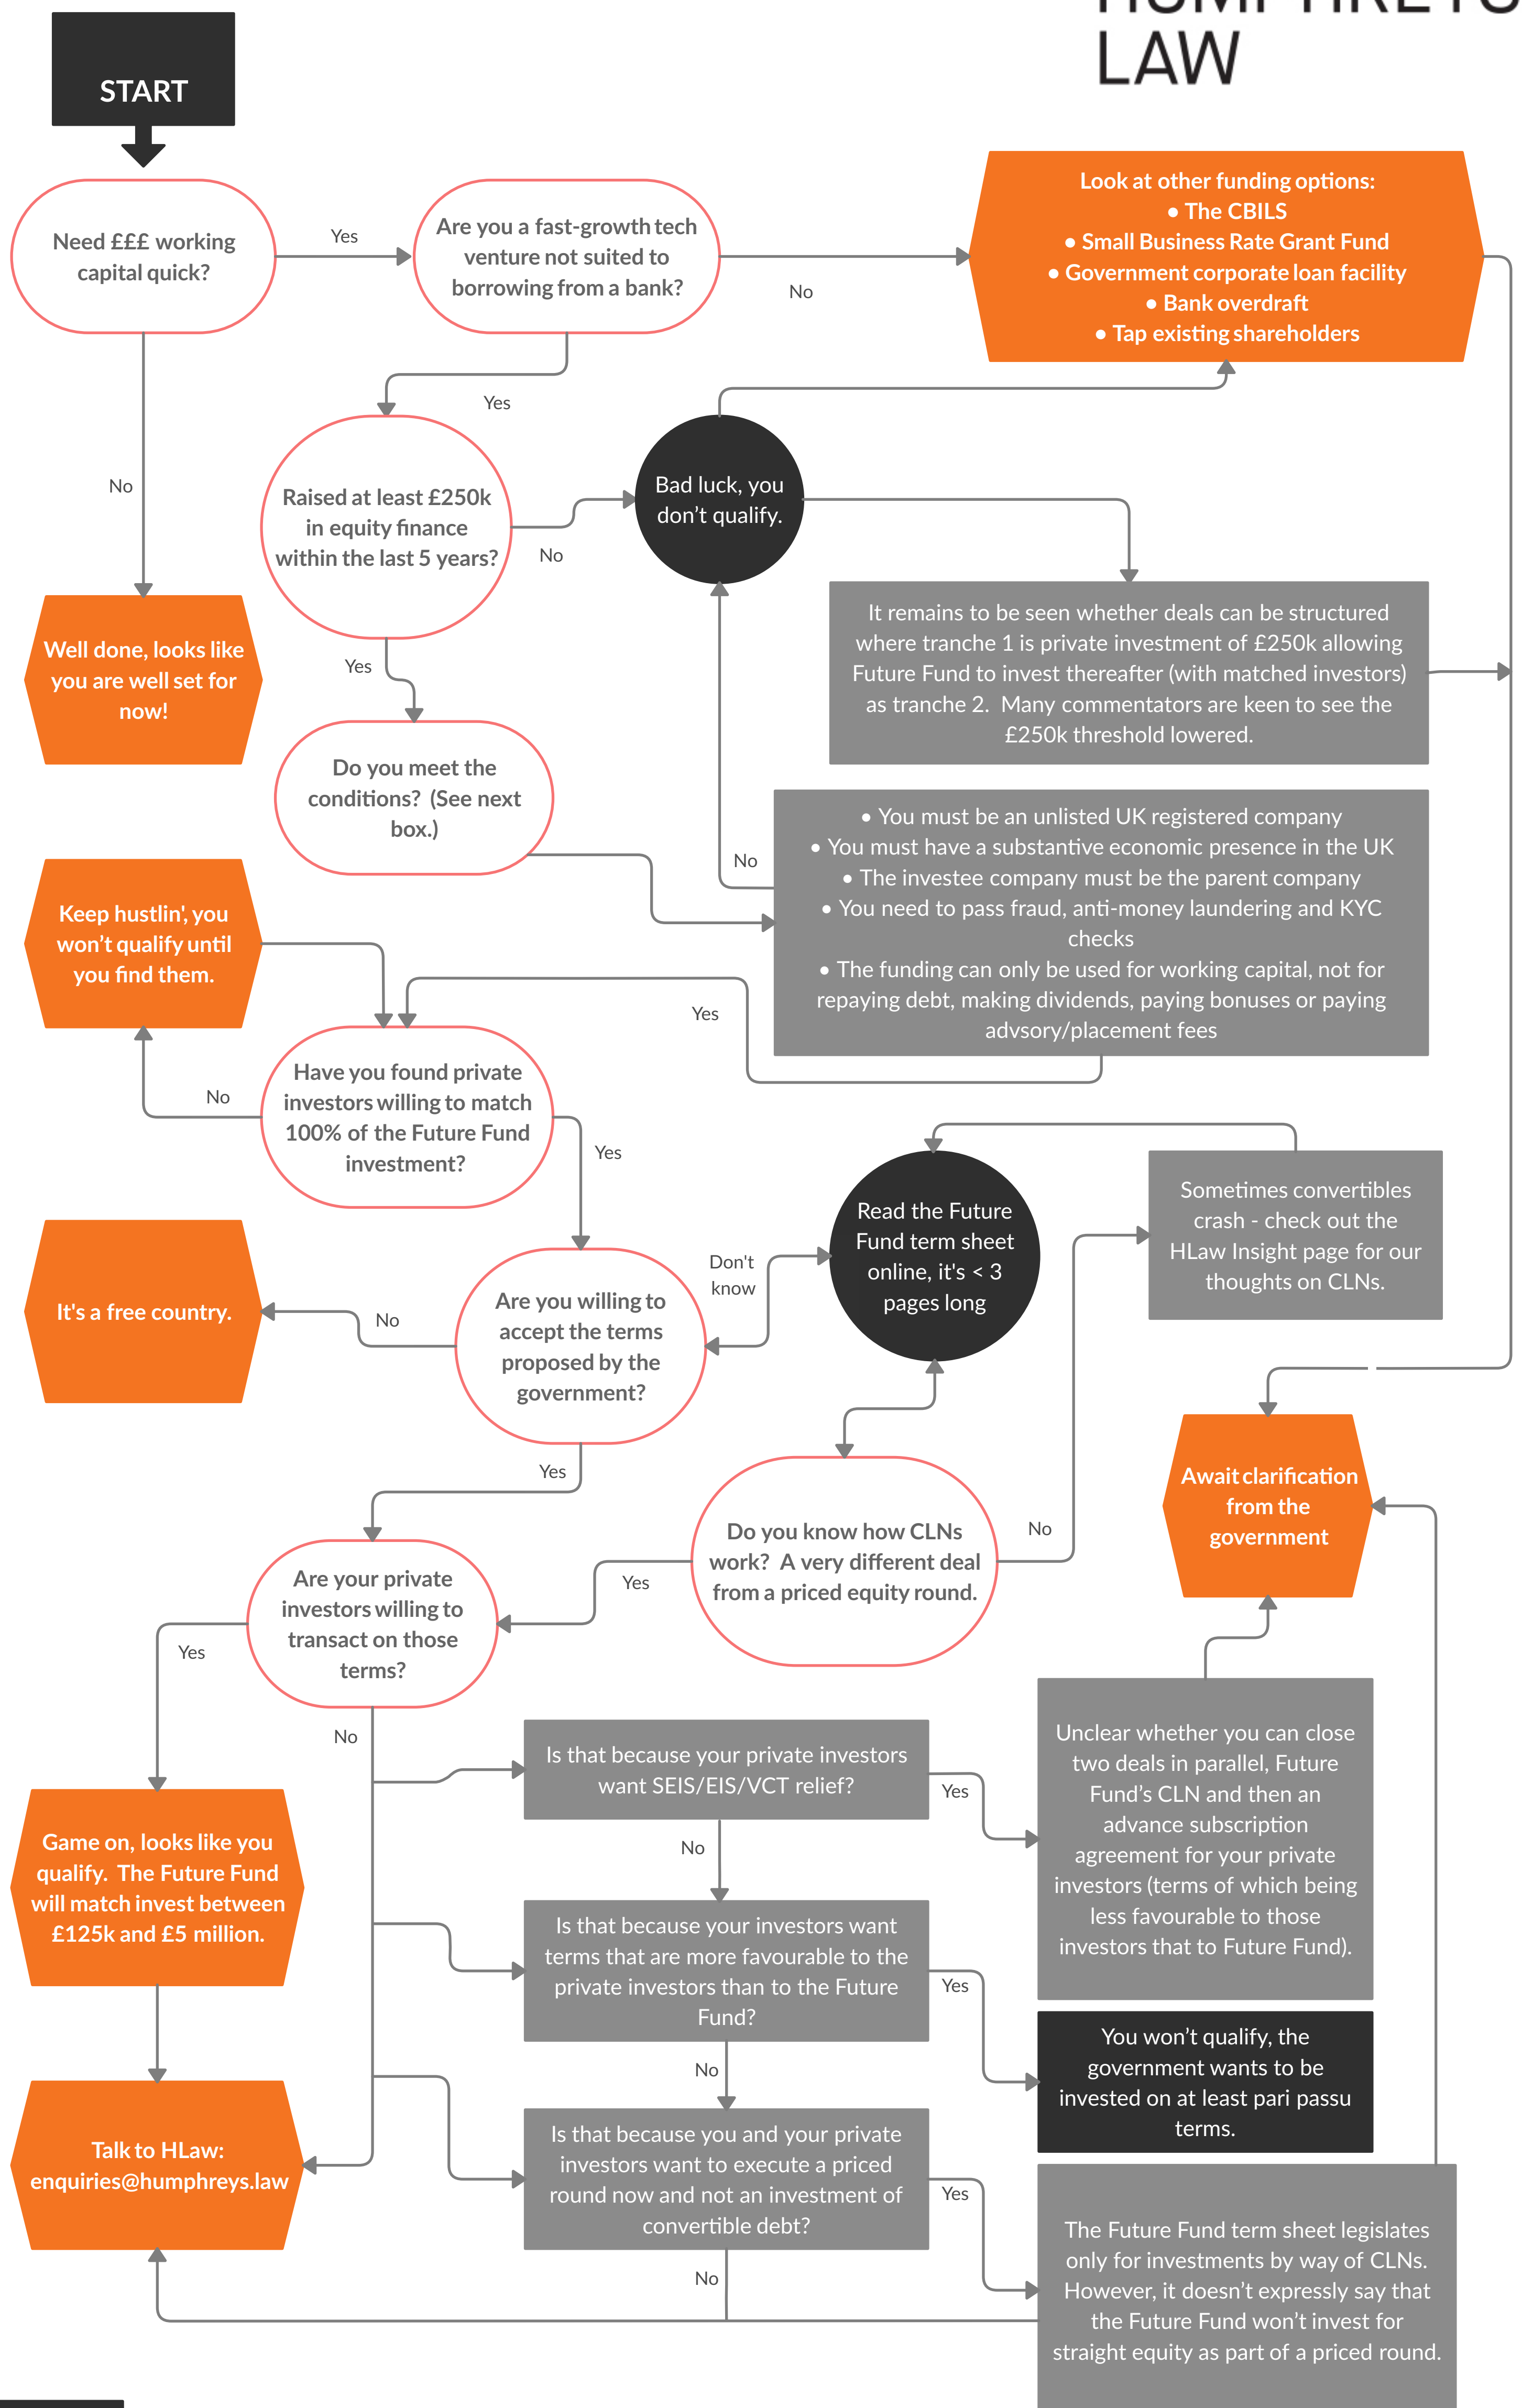 LAW
START
Need £££ working
capital quick?
Yes
Are you a fast-growth tech
venture not suited to
borrowing from a bank?
No
Look at other funding options:
● The CBILS
● Small Business Rate Grant Fund
● Government corporate loan facility
● Bank overdraft
● Tap existing shareholders
Yes
No
Raised at least £250k
in equity finance
within the last 5 years?
No
Bad luck, you
don't qualify.
Well done, looks like
you are well set for
now!
Yes
It remains to be seen whether deals can be structured
where tranche 1 is private investment of £250k allowing
Future Fund to invest thereafter (with matched investors)
as tranche 2. Many commentators are keen to see the
£250k threshold lowered.
Do you meet the
conditions? (See next
box.)
No
● You must be an unlisted UK registered company
● You must have a substantive economic presence in the UK
● The investee company must be the parent company
● You need to pass fraud, anti-money laundering and KYC
checks
● The funding can only be used for working capital, not for
repaying debt, making dividends, paying bonuses or paying
advsory/placement fees
Keep hustlin', you
won't qualify until
you find them.
Yes
No
Have you found private
investors willing to match
100% of the Future Fund
investment?
Yes
Read the Future
Fund term sheet
online, it's < 3
pages long
Sometimes convertibles
crash - check out the
HLaw Insight page for our
thoughts on CLNs.
It's a free country.
No
Are you willing to
accept the terms
proposed by the
government?
Don't
know
Yes
Await clarification
from the
government
Do you know how CLNs
work? A very different deal
from a priced equity round.
No
Yes
Are your private
investors willing to
transact on those
terms?
Yes
No
Is that because your private investors
want SEIS/EIS/VCT relief?
Yes
No
Unclear whether you can close
two deals in parallel, Future
Fund's CLN and then an
advance subscription
agreement for your private
investors (terms of which being
less favourable to those
investors that to Future Fund).
Game on, looks like you
qualify. The Future Fund
will match invest between
£125k and £5 million.
Is that because your investors want
terms that are more favourable to the
private investors than to the Future
Fund?
Yes
No
You won't qualify, the
government wants to be
invested on at least pari passu
terms.
Talk to HLaw:
enquiries@humphreys.law
Is that because you and your private
investors want to execute a priced
round now and not an investment of
convertible debt?
Yes
No
The Future Fund term sheet legislates
only for investments by way of CLNs.
However, it doesn't expressly say that
the Future Fund won't invest for
straight equity as part of a priced round.